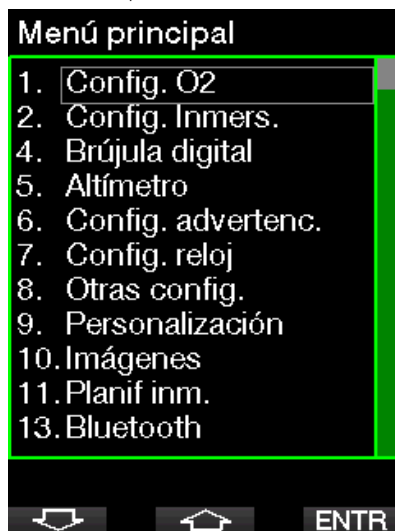 Menú principal
1. Config. O2
2. Config. Inmers.
4. Brújula digital
5. Altímetro
6. Config. advertenc.
7. Config. reloj
8. Otras config.
9. Personalización
10. Imágenes
11. Planif inm.
13. Bluetooth
ENTR